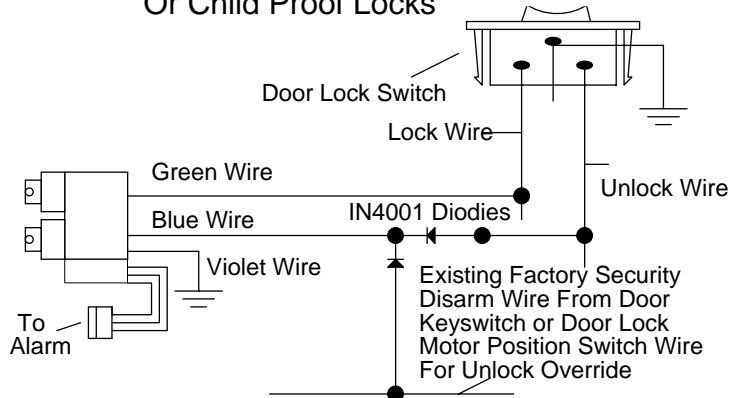 Or Child Proof Locks
Door Lock Switch
Lock Wire
Green Wire
Unlock Wire
Blue Wire
IN4001 Diodies
Violet Wire
Existing Factory Security
Disarm Wire From Door
Keyswitch or Door Lock
Motor Position Switch Wire
For Unlock Override
To
Alarm